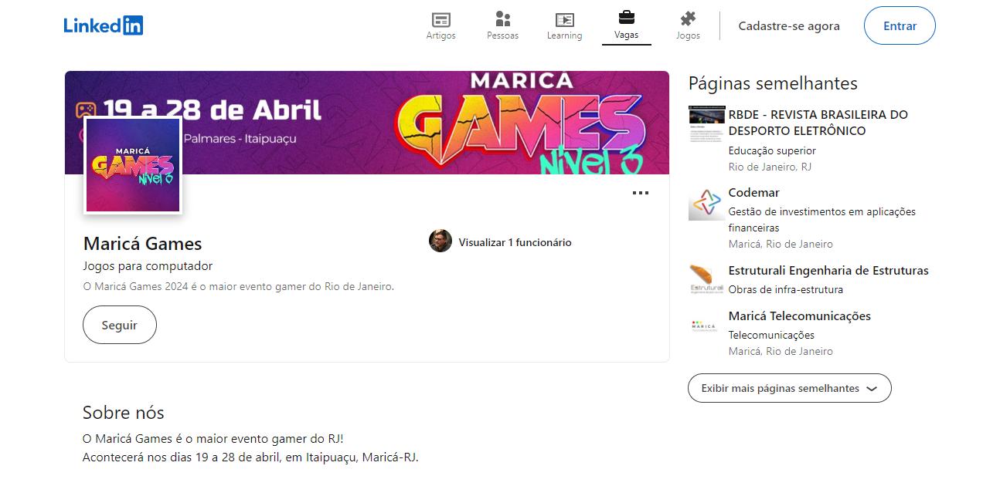 LinkedIn
Artigos
Pessoas
Learning
Vagas
Jogos
Cadastre-se agora
Entrar
19 a 28 de Abril
Palmares - Itaipuaçu
MARICÁ
GAMES
Nível 3
MARICÁ
GAMES
Nível 3
Maricá Games
Jogos para computador
O Maricá Games 2024 é o maior evento gamer do Rio de Janeiro.
Visualizar 1 funcionário
Seguir
Sobre nós
O Maricá Games é o maior evento gamer do RJ!
Acontecerá nos dias 19 a 28 de abril, em Itaipuaçu, Maricá-RJ.
Páginas semelhantes
RBDE - REVISTA BRASILEIRA DO
DESPORTO ELETRÔNICO
Educação superior
Rio de Janeiro, RJ
Codemar
Gestão de investimentos em aplicações
financeiras
Maricá, Rio de Janeiro
Estruturali
Estruturali Engenharia de Estruturas
Obras de infra-estrutura
MARICÁ
Maricá Telecomunicações
Telecomunicações
Maricá, Rio de Janeiro
Exibir mais páginas semelhantes